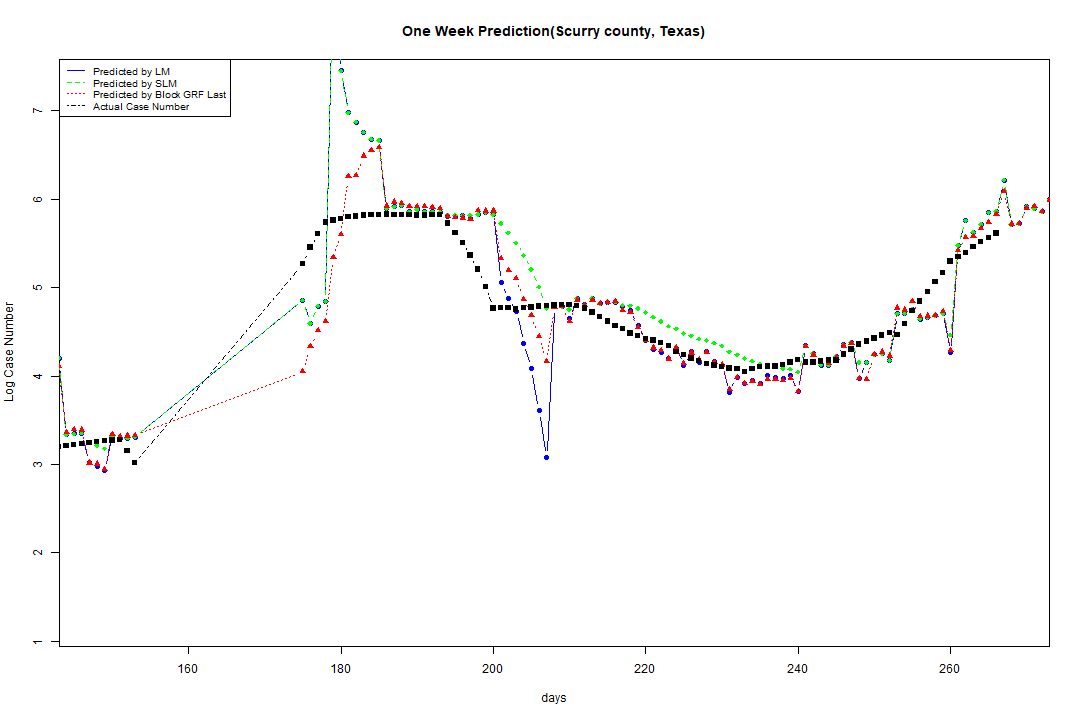 One Week Prediction(Scurry county, Texas)
Predicted by LM
Predicted by SLM
Predicted by Block GRF Last
Actual Case Number
Log Case Number
7
6
5
4
3
2
1
160
180
200
220
240
260
days